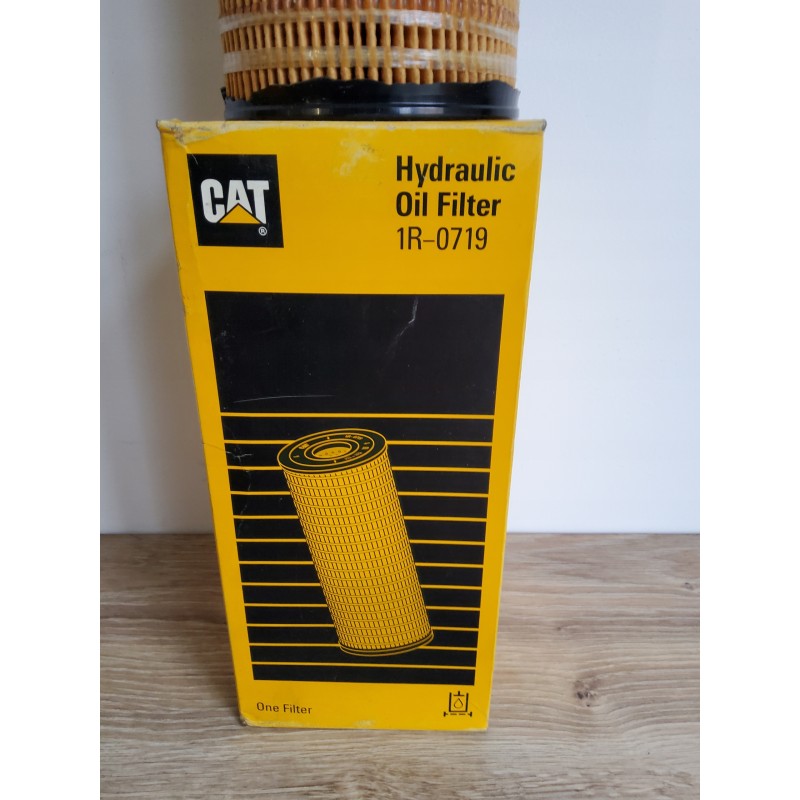 CAT
®
Hydraulic
Oil Filter
1R-0719
One Filter